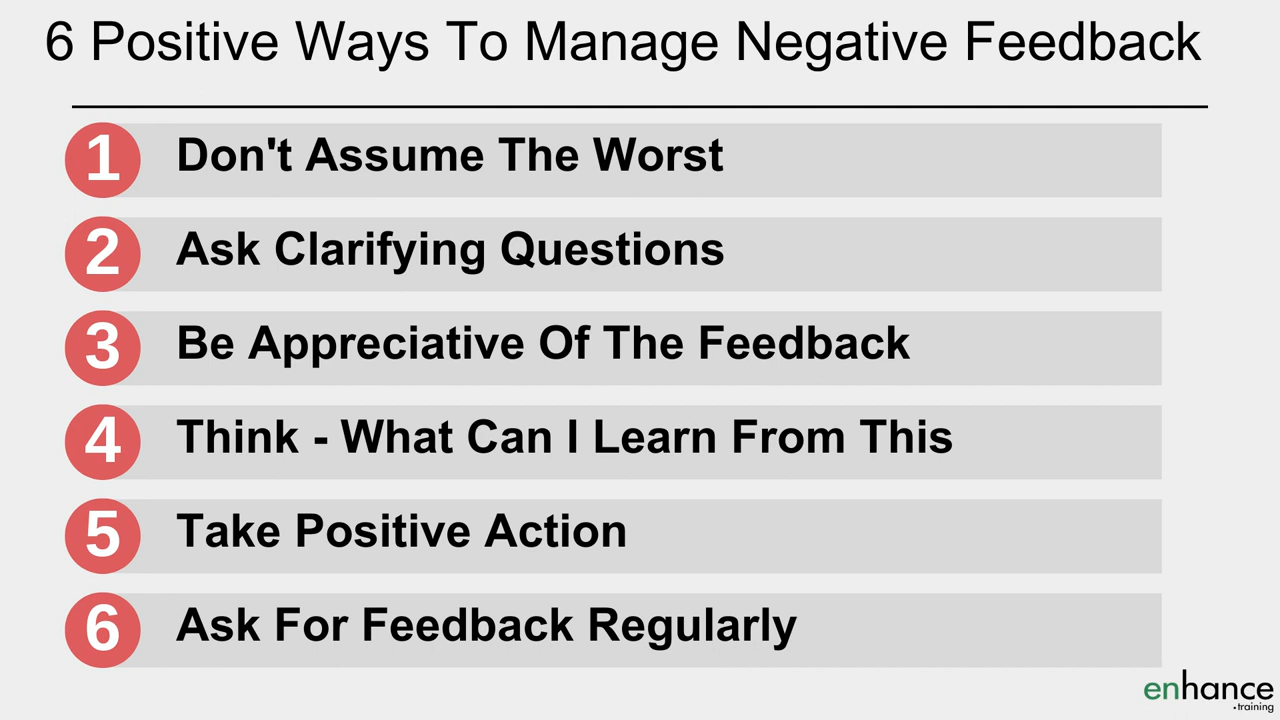 6 Positive Ways To Manage Negative Feedback
1 Don't Assume The Worst
2 Ask Clarifying Questions
3 Be Appreciative Of The Feedback
4 Think - What Can I Learn From This
5 Take Positive Action
6 Ask For Feedback Regularly
enhance
.training